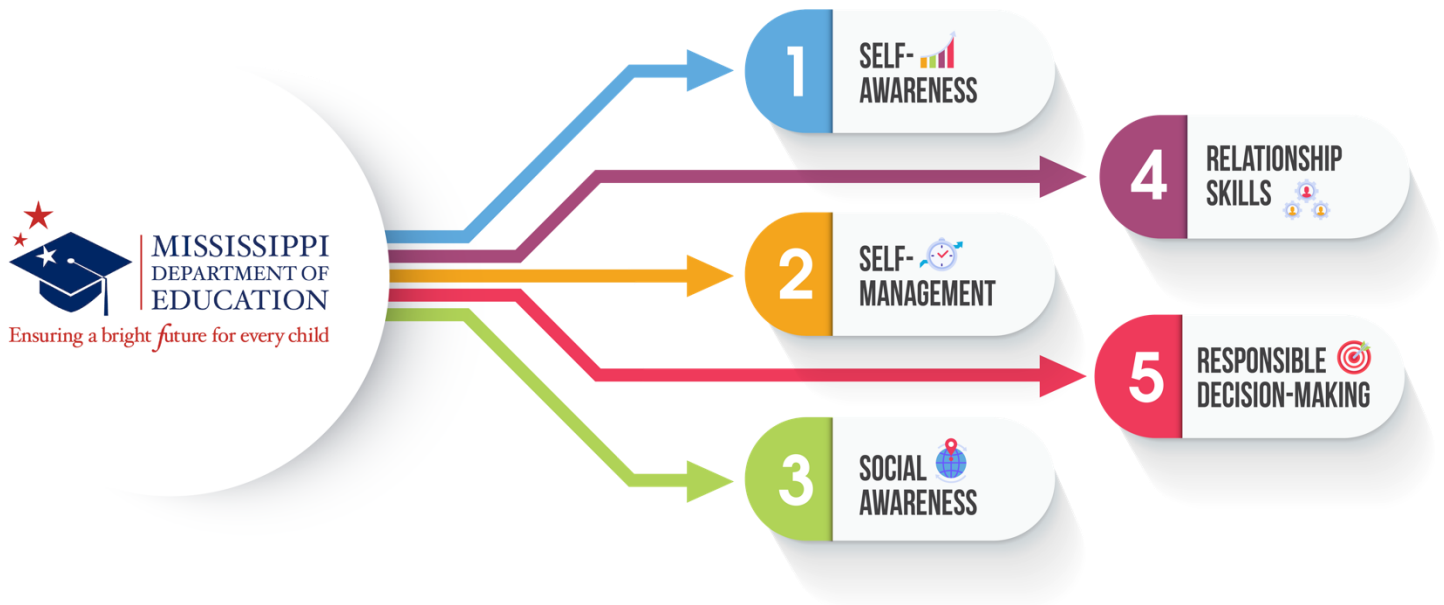 MISSISSIPPI
DEPARTMENT OF
EDUCATION
Ensuring a bright future for every child
1
SELF-
AWARENESS
2
SELF-
MANAGEMENT
3
SOCIAL
AWARENESS
4
RELATIONSHIP
SKILLS
5
RESPONSIBLE
DECISION-MAKING